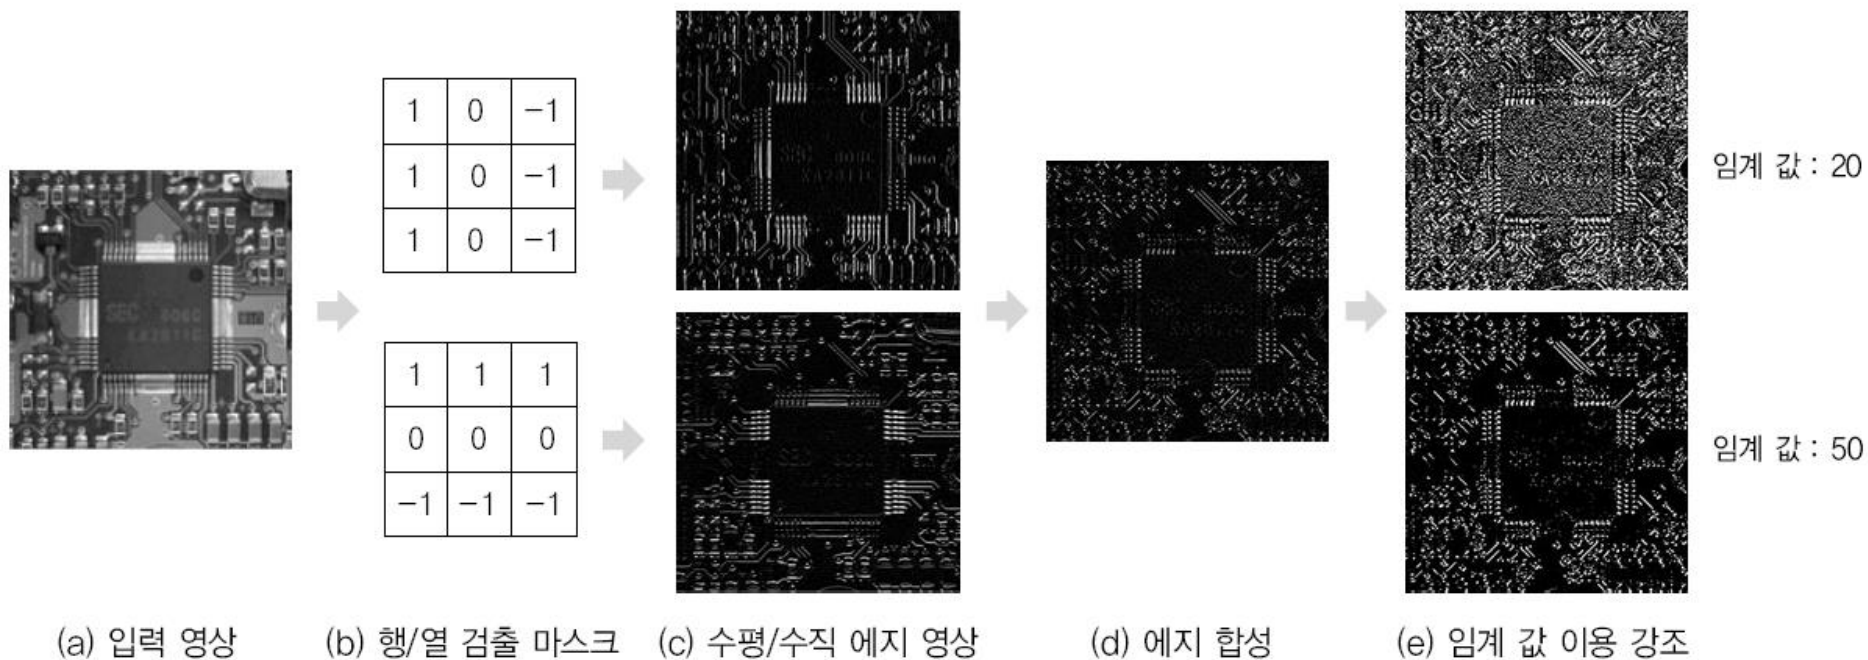 1 0 −1
1 0 −1
1 0 −1
임계 값 : 20
1 1 1
0 0 0
−1 −1 −1
임계 값 : 50
(a) 입력 영상
(b) 행/열 검출 마스크
(c) 수평/수직 에지 영상
(d) 에지 합성
(e) 임계 값 이용 강조